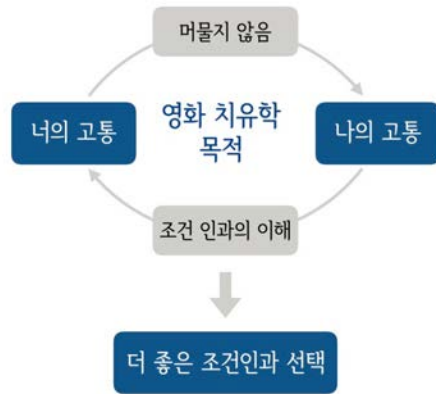 머물지 않음
너의 고통
영화 치유학
목적
나의 고통
조건 인과의 이해
더 좋은 조건인과 선택